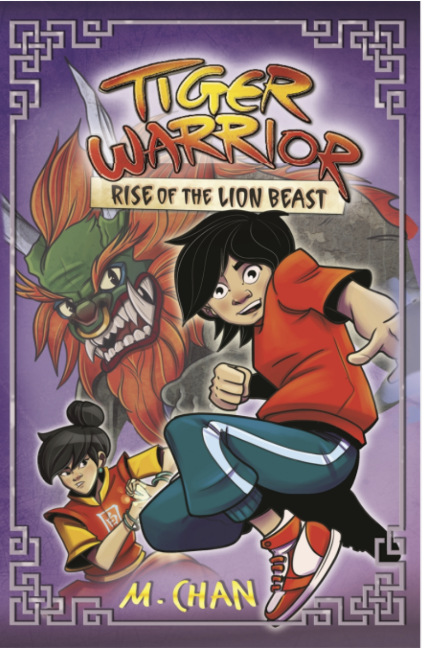 TIGER
WARRIOR
RISE OF THE LION BEAST
M. CHAN